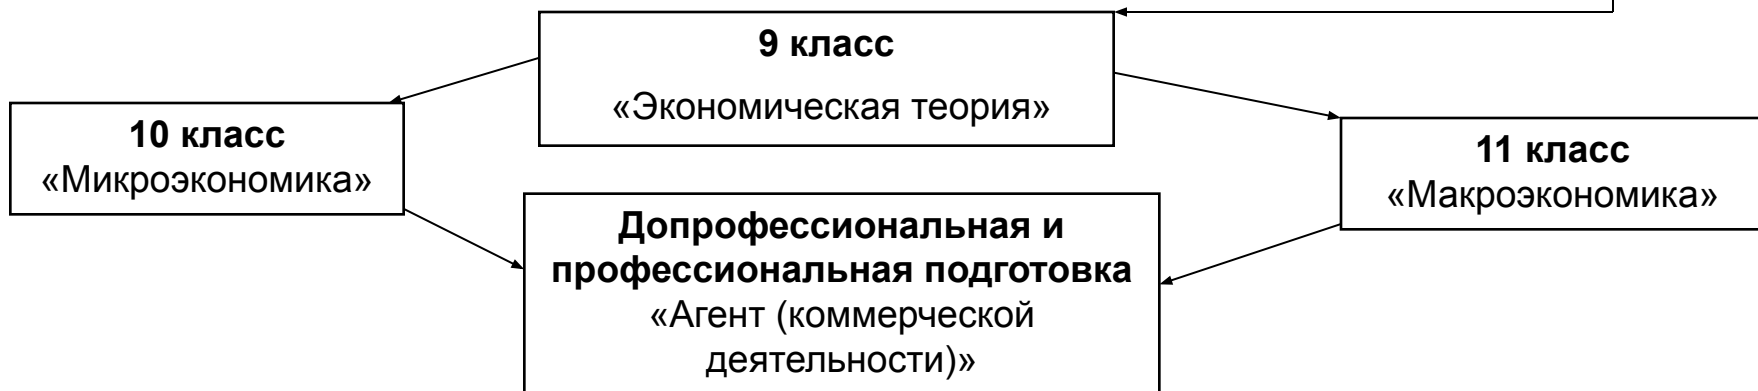 9 класс
«Экономическая теория»
10 класс
«Микроэкономика»
11 класс
«Макроэкономика»
Допрофессиональная и
профессиональная подготовка
«Агент (коммерческой
деятельности)»